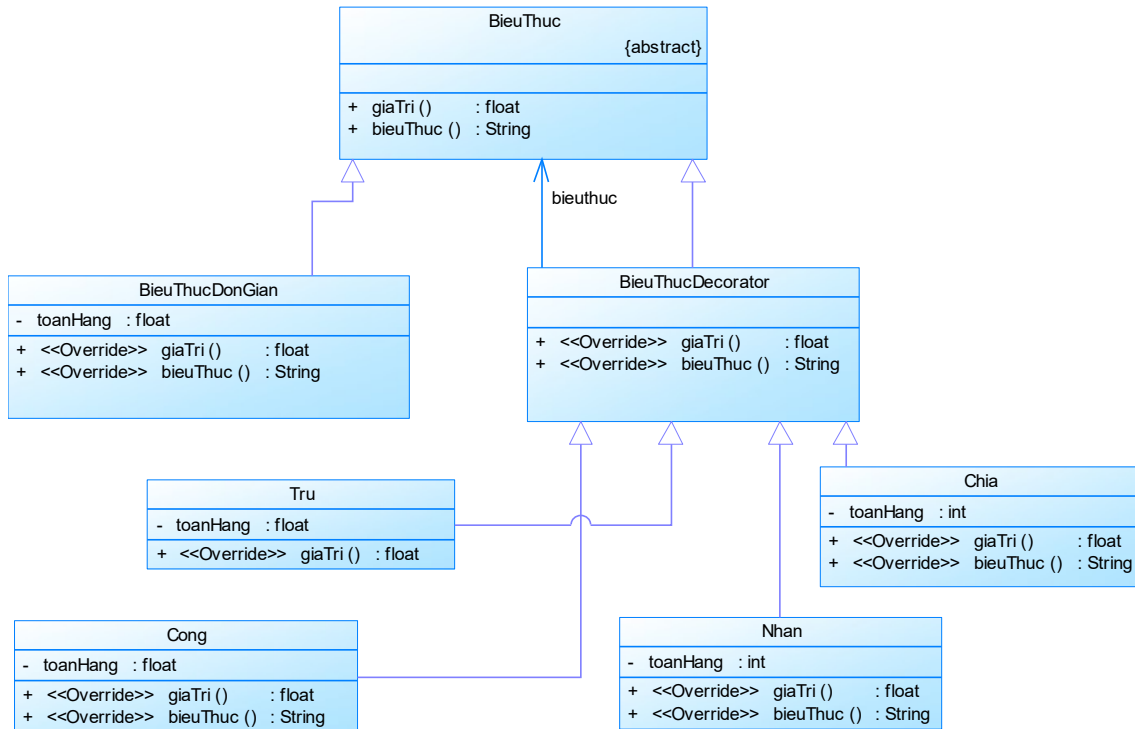 BieuThuc
{abstract}
+ giaTri () : float
+ bieuThuc () : String
bieuthuc
BieuThucDonGian
- toanHang : float
+ <<Override>> giaTri () : float
+ <<Override>> bieuThuc () : String
BieuThucDecorator
+ <<Override>> giaTri () : float
+ <<Override>> bieuThuc () : String
Tru
- toanHang : float
+ <<Override>> giaTri () : float
Chia
- toanHang : int
+ <<Override>> giaTri () : float
+ <<Override>> bieuThuc () : String
Cong
- toanHang : float
+ <<Override>> giaTri () : float
+ <<Override>> bieuThuc () : String
Nhan
- toanHang : int
+ <<Override>> giaTri () : float
+ <<Override>> bieuThuc () : String